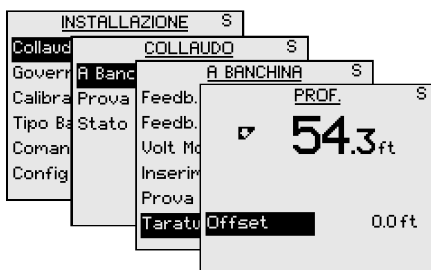 INSTALLAZIONE S
Collaud
Govern
Calibra
Tipo Ba
Coman
Config
COLLAUDO S
A Banc
Prova
Stato
A BANCHINA S
Feedb.
Feedb.
Volt Mo
Inserim
Prova
Taratu
PROF. S
54.3ft
Offset 0.0ft